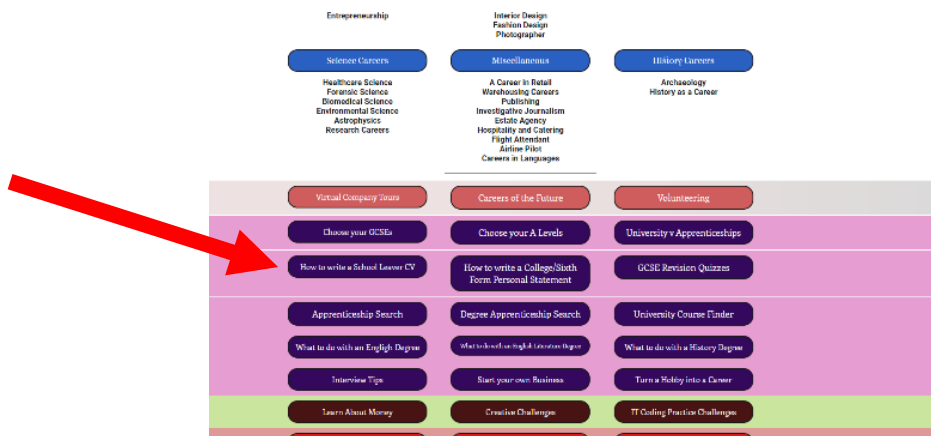 Entrepreneurship
Interior Design
Fashion Design
Photographer
Science Careers
Miscellaneous
History Careers
Healthcare Science
Forensic Science
Biomedical Science
Environmental Science
Astrophysics
Research Careers
A Career in Retail
Warehousing Careers
Publishing
Investigative Journalism
Estate Agency
Hospitality and Catering
Flight Attendant
Airline Pilot
Careers in Languages
Archaeology
History as a Career
Virtual Company Tours
Careers of the Future
Volunteering
Choose your GCSEs
Choose your A Levels
University v Apprenticeships
How to write a School Leaver CV
How to write a College/Sixth
Form Personal Statement
GCSE Revision Quizzes
Apprenticeship Search
Degree Apprenticeship Search
University Course Finder
What to do with an Engligh Degree
What to do with an English Literature Degree
What to do with a History Degree
Interview Tips
Start your own Business
Turn a Hobby into a Career
Learn About Money
Creative Challenges
IT Coding Practice Challenges